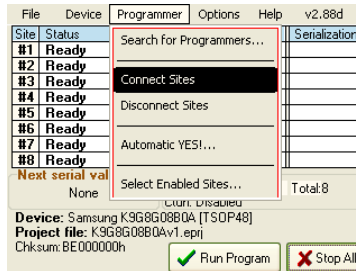 File Device Programmer Options Help v2.88d
Site Status Serialization
#1 Ready
Search for Programmers...
#2 Ready
#3 Ready
Connect Sites
#4 Ready
Disconnect Sites
#5 Ready
#6 Ready
#7 Ready
Automatic YES!...
#8 Ready
Next serial val
Select Enabled Sites...
None
Total:8
Disabled
Device: Samsung K9G8G08B0A [TSOP48]
Project file: K9G8G08B0Av1.eprj
Chksum: BE000000h
Run Program Stop All